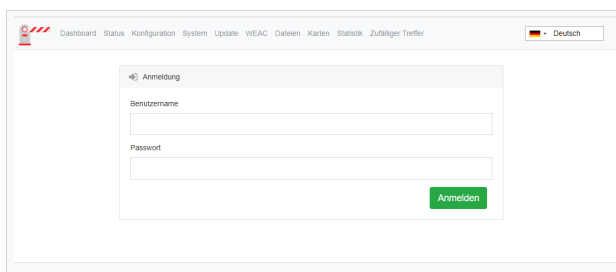 Dashboard Status Konfiguration System Update WEAC Dateien Karten Statistik Zufälliger Treffer Deutsch
Anmeldung
Benutzername
Passwort
Anmelden